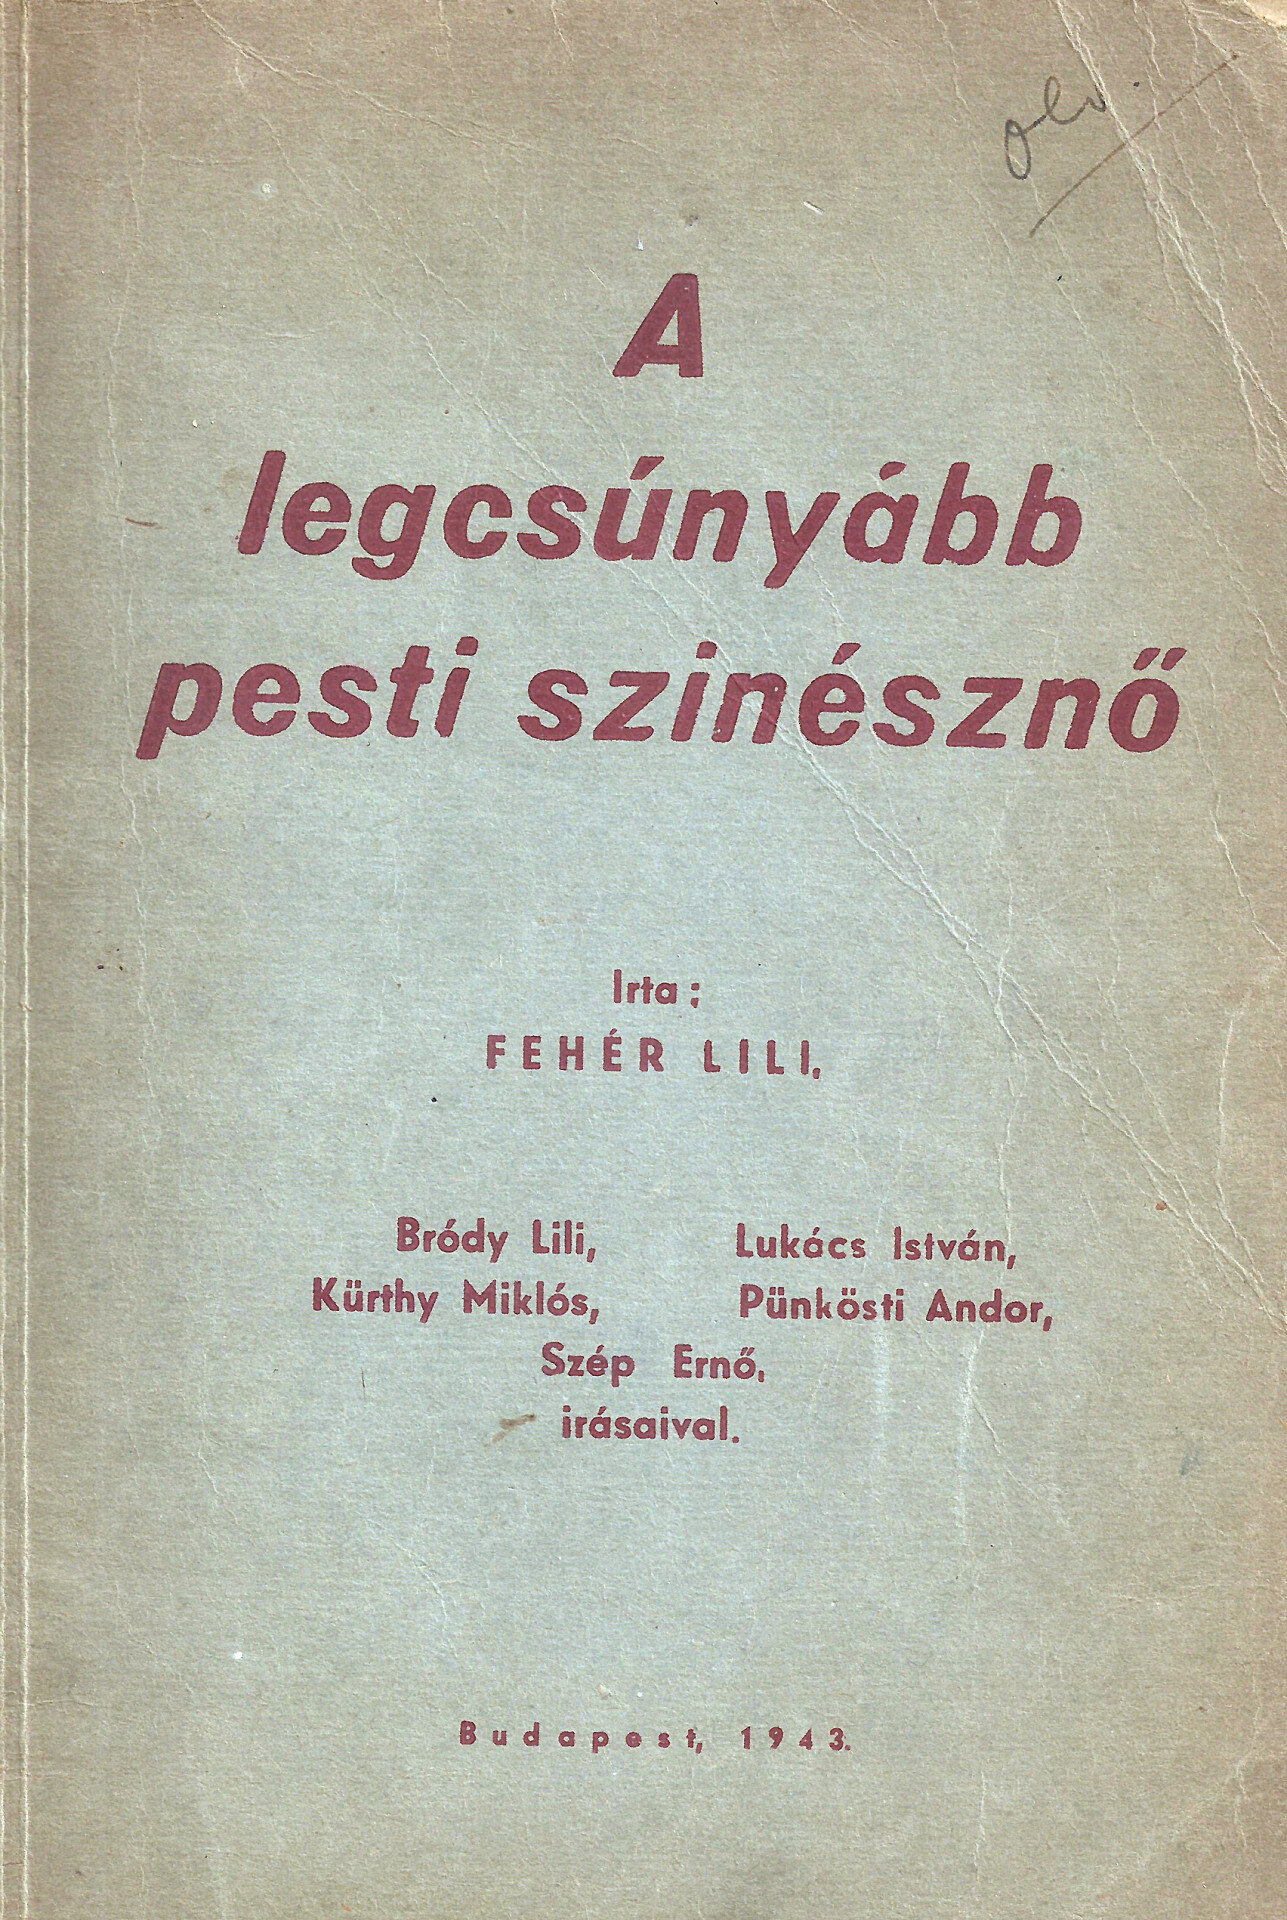 olv.
A
legcsúnyább
pesti szinésznő
Irta:
FEHÉR LILI,
Bródy Lili, Lukács István,
Kürthy Miklós, Pünkösti Andor,
Szép Ernő,
irásaival.
Budapest, 1943.